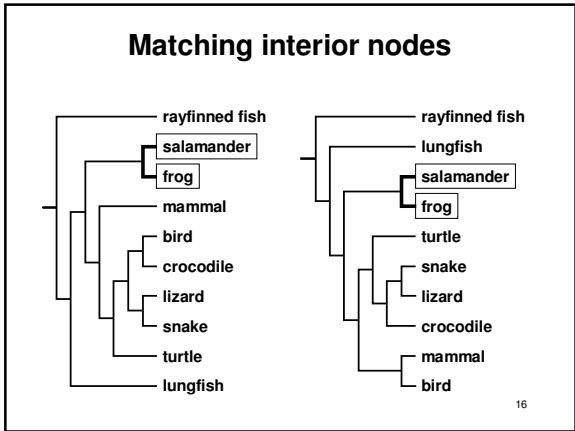 Matching interior nodes
rayfinned fish
salamander
frog
mammal
bird
crocodile
lizard
snake
turtle
lungfish
rayfinned fish
lungfish
salamander
frog
turtle
snake
lizard
crocodile
mammal
bird
16